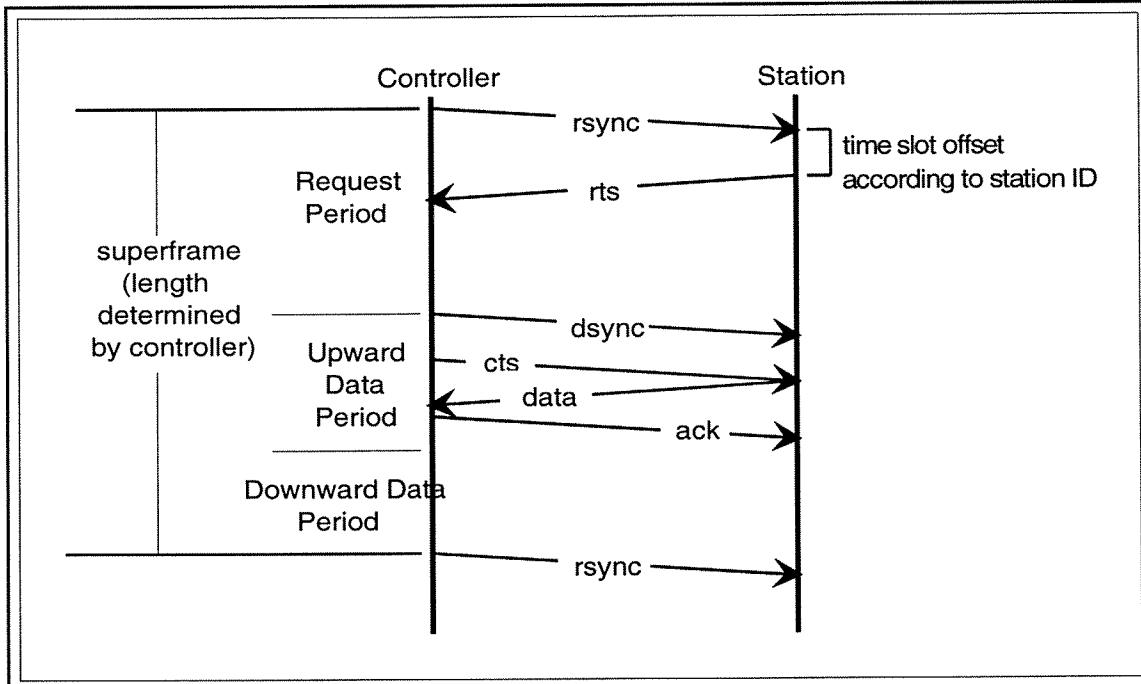 Controller
Station
rsync
time slot offset
according to station ID
Request
Period
rts
superframe
(length
determined
by controller)
dsync
Upward
Data
Period
cts
data
ack
Downward Data
Period
rsync